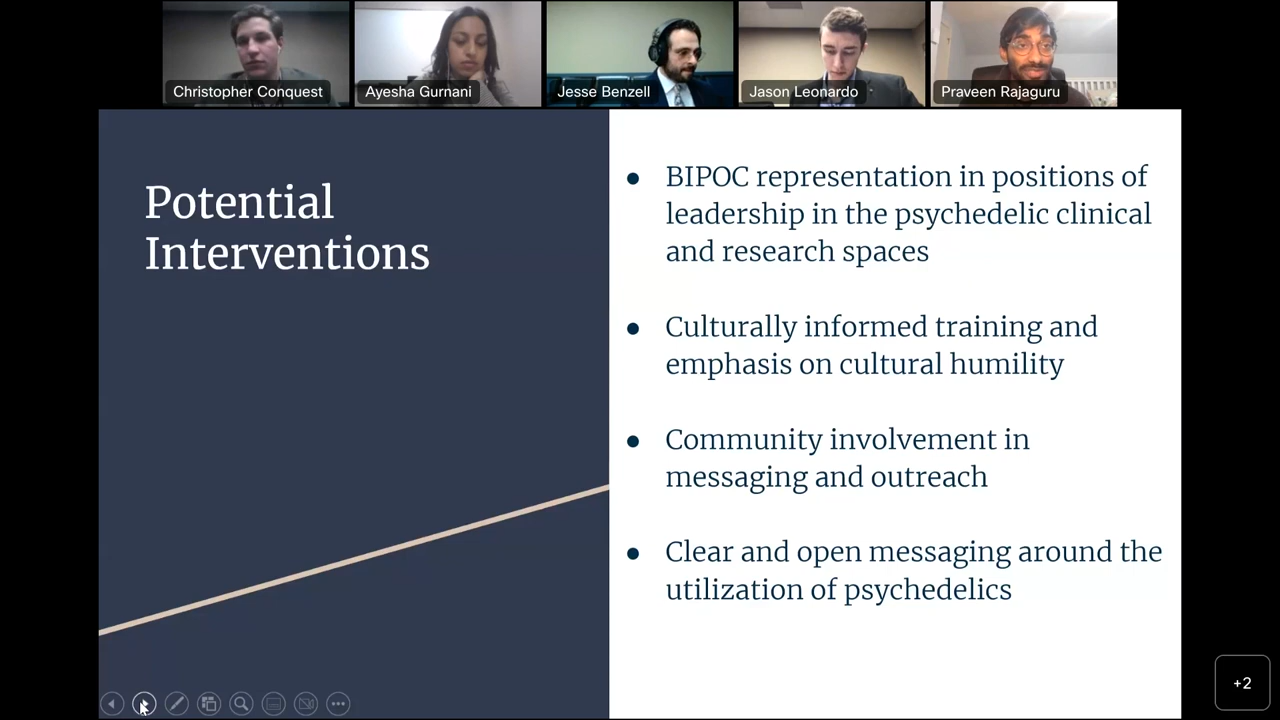 Christopher Conquest
Ayesha Gurnani
Jesse Benzell
Jason Leonardo
Praveen Rajaguru
Potential
Interventions
● BIPOC representation in positions of
leadership in the psychedelic clinical
and research spaces
● Culturally informed training and
emphasis on cultural humility
● Community involvement in
messaging and outreach
● Clear and open messaging around the
utilization of psychedelics
+2